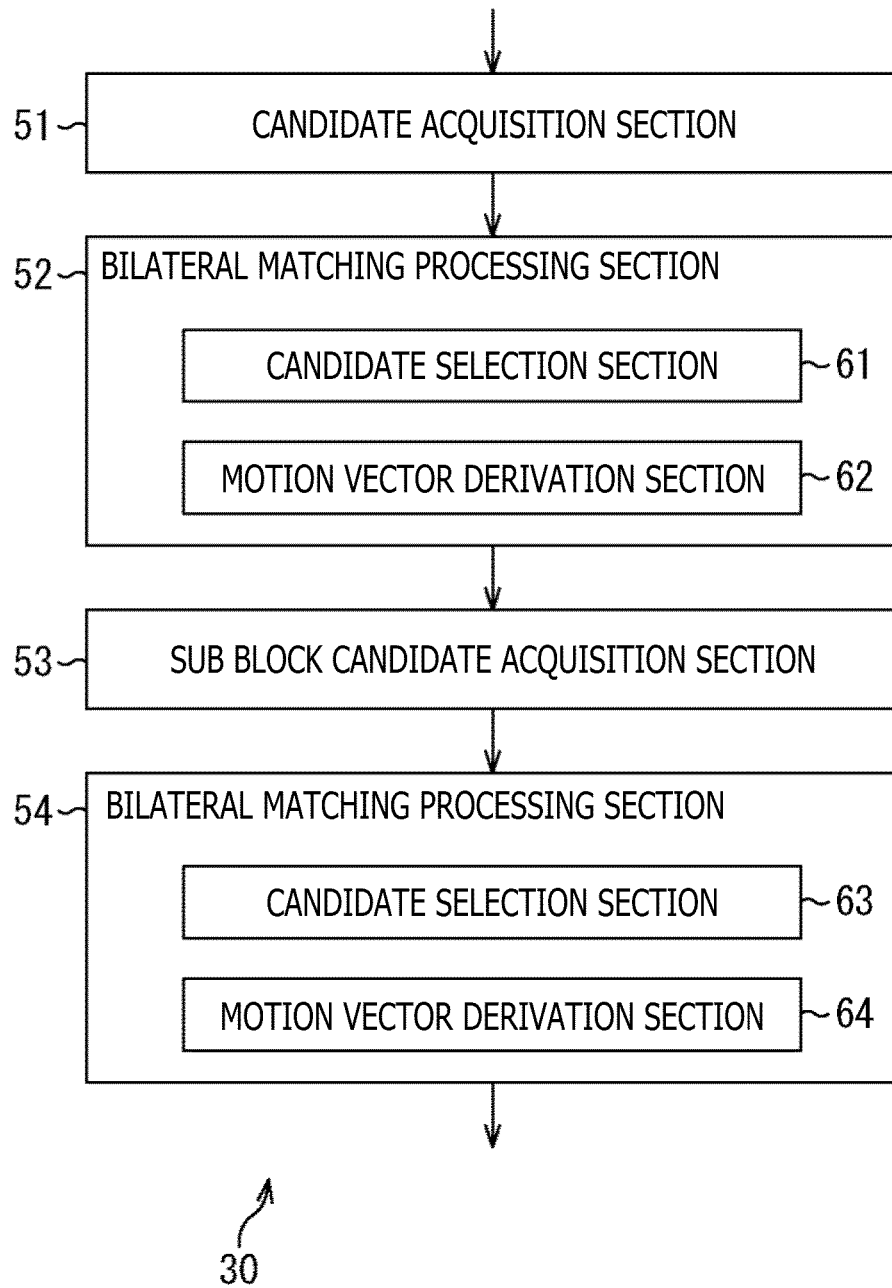 51
CANDIDATE ACQUISITION SECTION
52
BILATERAL MATCHING PROCESSING SECTION
CANDIDATE SELECTION SECTION
61
MOTION VECTOR DERIVATION SECTION
62
53
SUB BLOCK CANDIDATE ACQUISITION SECTION
54
BILATERAL MATCHING PROCESSING SECTION
CANDIDATE SELECTION SECTION
63
MOTION VECTOR DERIVATION SECTION
64
30